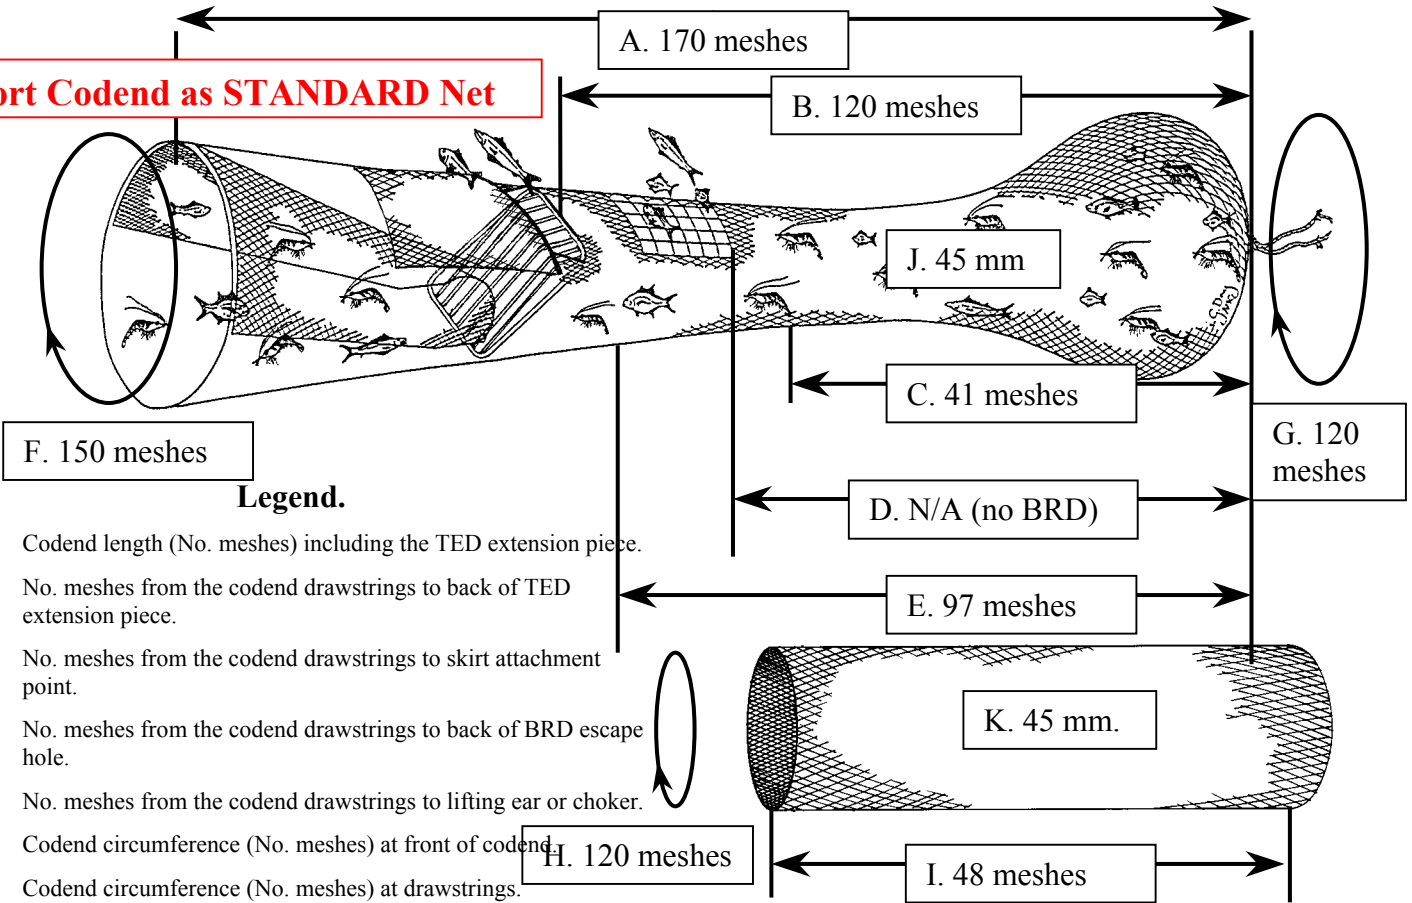 A. 170 meshes
ort Codend as STANDARD Net
B. 120 meshes
J. 45 mm
C. 41 meshes
F. 150 meshes
G. 120
meshes
Legend.
D. N/A (no BRD)
Codend length (No. meshes) including the TED extension piece.
No. meshes from the codend drawstrings to back of TED
extension piece.
E. 97 meshes
No. meshes from the codend drawstrings to skirt attachment
point.
K. 45 mm.
No. meshes from the codend drawstrings to back of BRD escape
hole.
No. meshes from the codend drawstrings to lifting ear or choker.
Codend circumference (No. meshes) at front of codend.
H. 120 meshes
I. 48 meshes
Codend circumference (No. meshes) at drawstrings.